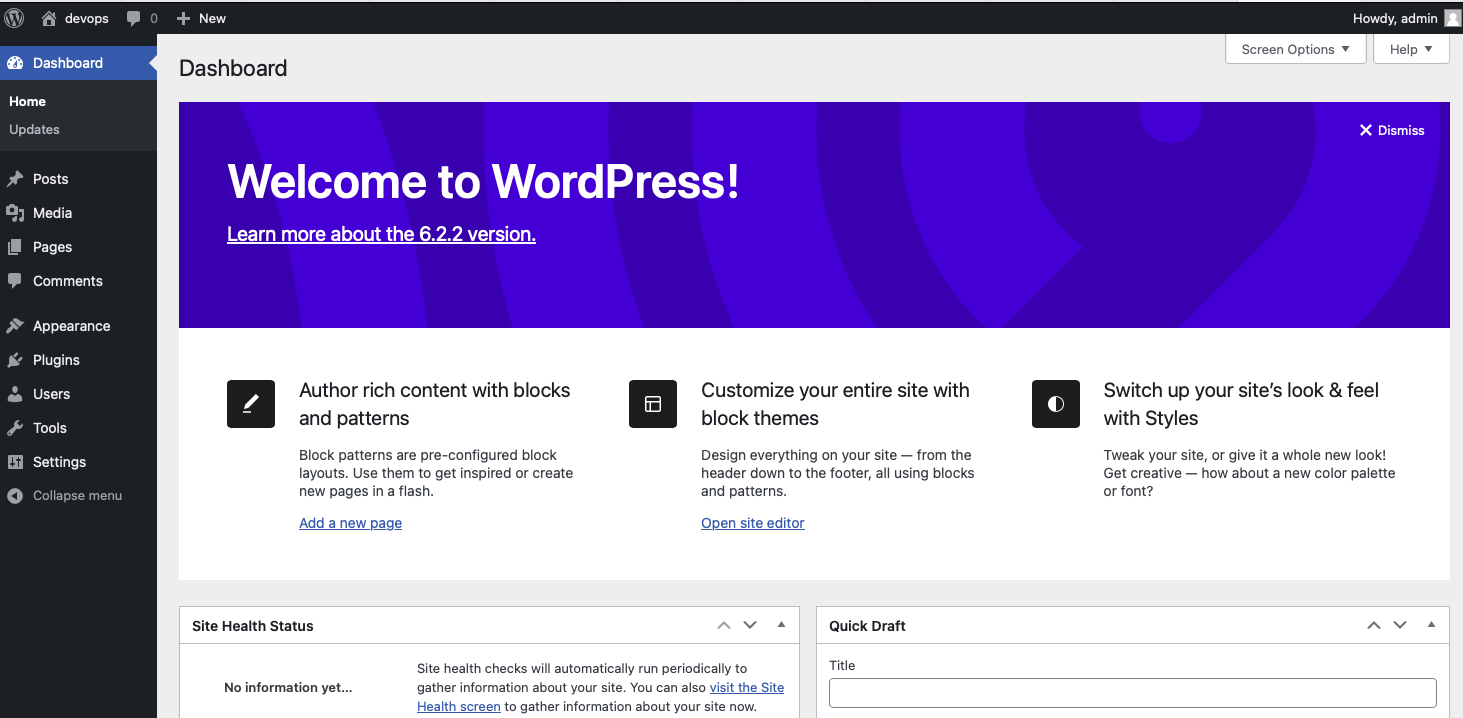 devops
0
New
Howdy, admin
Dashboard
Home
Updates
Posts
Media
Pages
Comments
Appearance
Plugins
Users
Tools
Settings
Collapse menu
Screen Options
Help
Dashboard
Dismiss
Welcome to WordPress!
Learn more about the 6.2.2 version.
Author rich content with blocks
and patterns
Block patterns are pre-configured block
layouts. Use them to get inspired or create
new pages in a flash.
Add a new page
Customize your entire site with
block themes
Design everything on your site — from the
header down to the footer, all using blocks
and patterns.
Open site editor
Switch up your site’s look & feel
with Styles
Tweak your site, or give it a whole new look!
Get creative — how about a new color palette
or font?
Site Health Status
No information yet...
Site health checks will automatically run periodically to
gather information about your site. You can also visit the Site
Health screen to gather information about your site now.
Quick Draft
Title